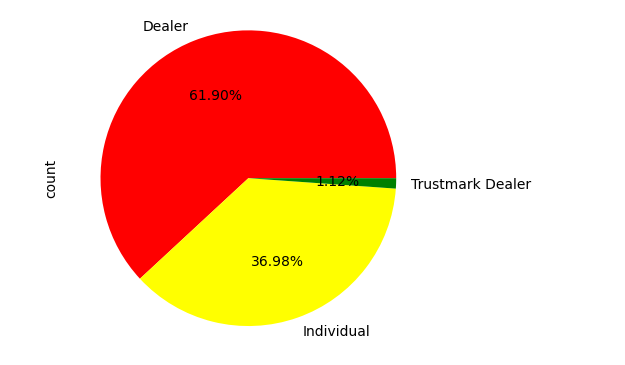 Dealer
61.90%
count
1.12%
Trustmark Dealer
36.98%
Individual